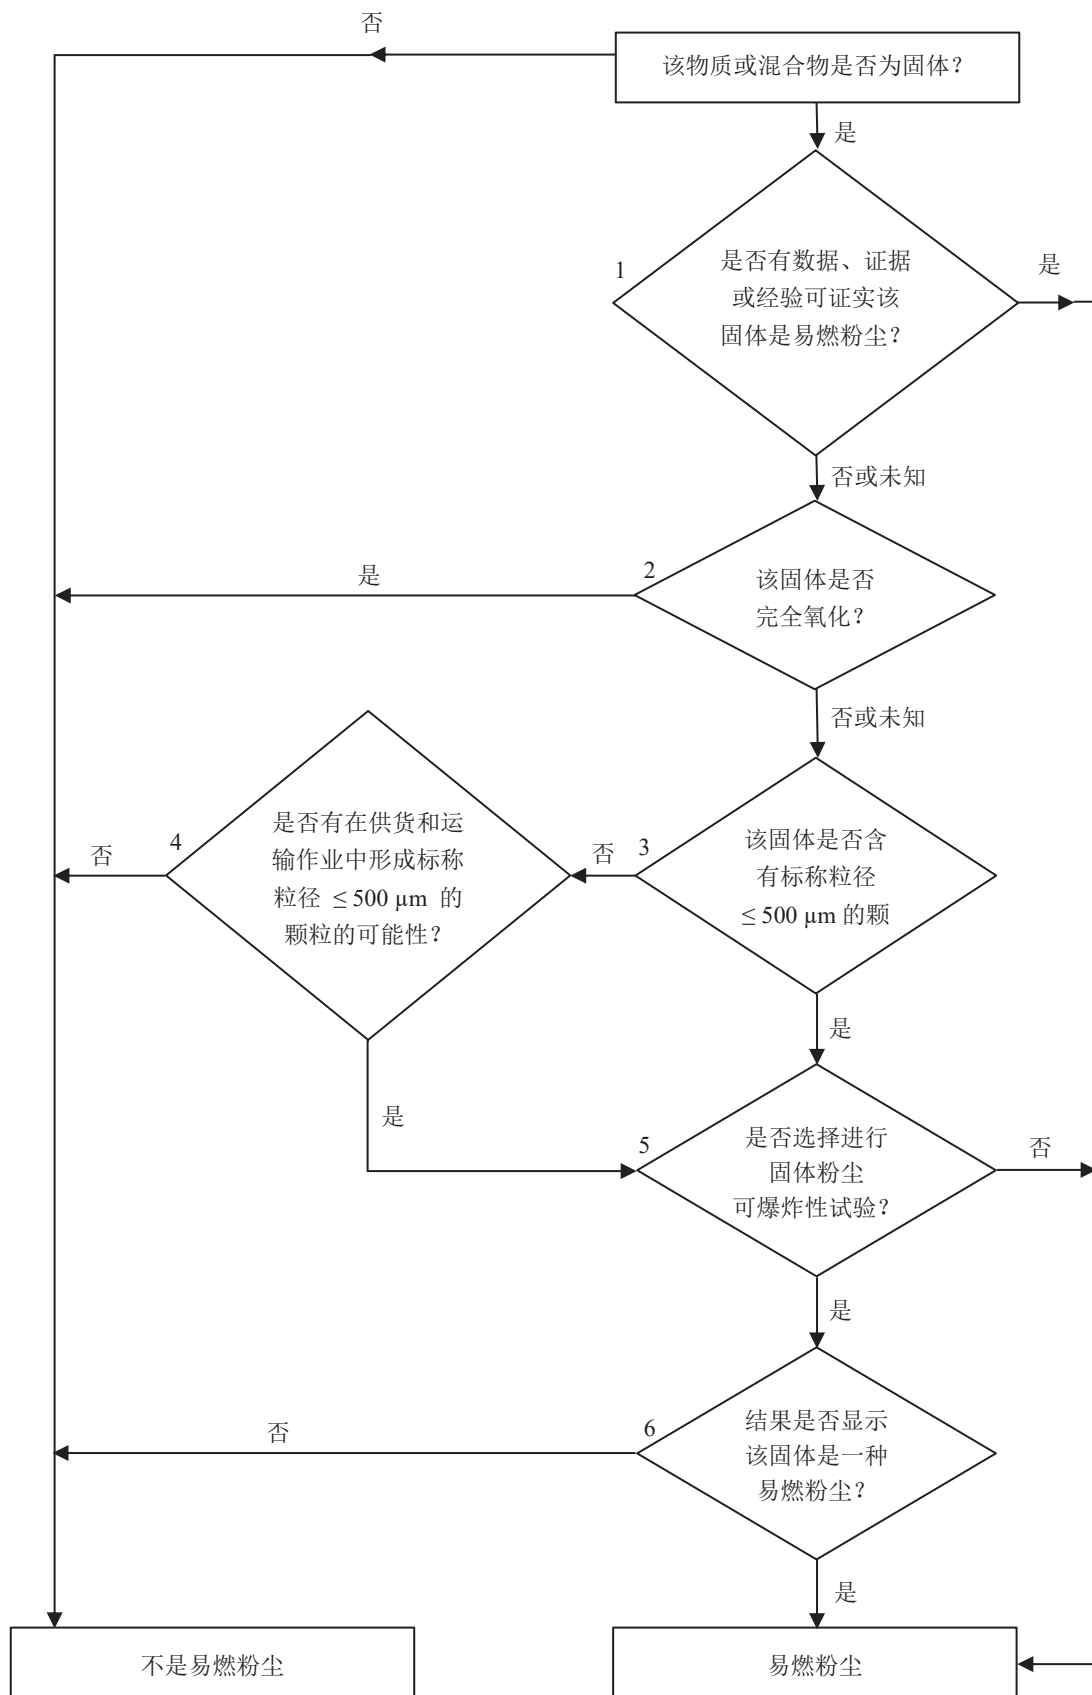 否
该物质或混合物是否为固体？
是
1
是否有数据、证据
或经验可证实该
固体是易燃粉尘？
是
否或未知
是
2
该固体是否
完全氧化？
否或未知
否
4
是否有在供货和运
输作业中形成标称
粒径 ≤ 500 µm 的
颗粒的可能性？
否
3
该固体是否含
有标称粒径
≤ 500 µm 的颗
是
是
5
是否选择进行
固体粉尘
可爆炸性试验？
否
是
否
6
结果是否显示
该固体是一种
易燃粉尘？
是
不是易燃粉尘
易燃粉尘